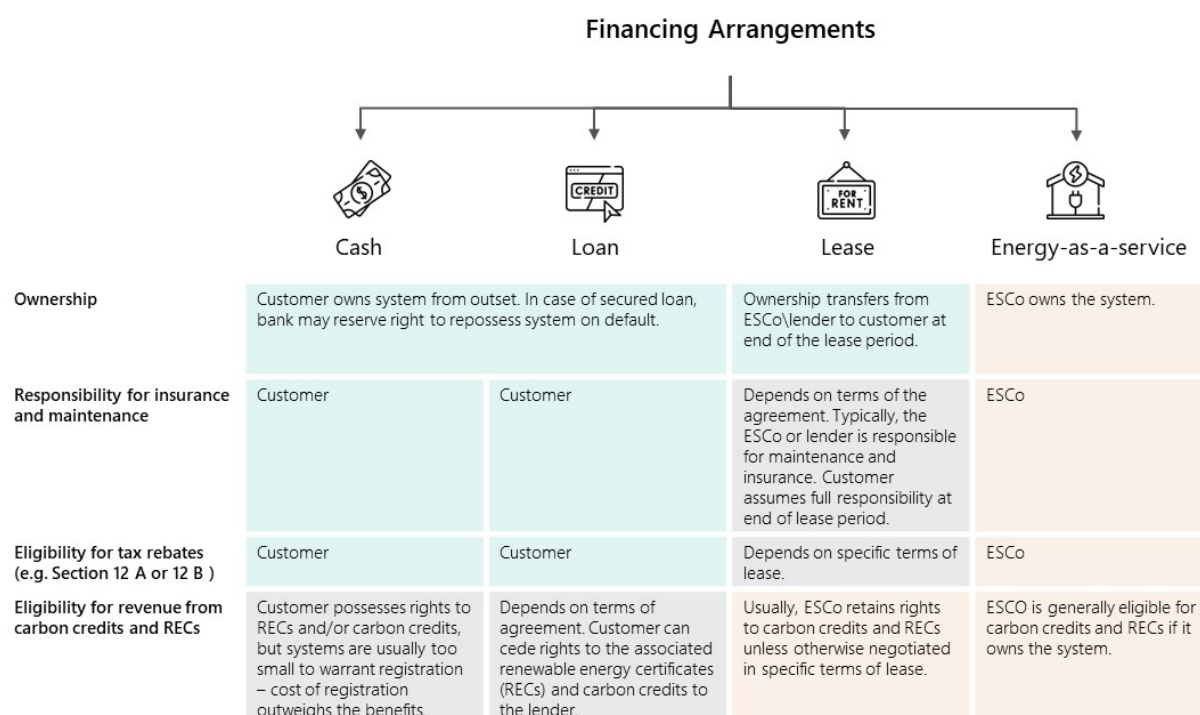 Financing Arrangements
CREDIT
FOR
RENT
Cash
Loan
Lease
Energy-as-a-service
Ownership
Customer owns system from outset. In case of secured loan,
bank may reserve right to repossess system on default.
Ownership transfers from
ESCo\lender to customer at
end of the lease period.
ESCo owns the system.
Responsibility for insurance
and maintenance
Customer
Customer
Depends on terms of the
agreement. Typically, the
ESCo or lender is responsible
for maintenance and
insurance. Customer
assumes full responsibility at
end of lease period.
ESCo
Eligibility for tax rebates
(e.g. Section 12 A or 12 B )
Customer
Customer
Depends on specific terms of
lease.
ESCo
Eligibility for revenue from
carbon credits and RECs
Customer possesses rights to
RECs and/or carbon credits,
but systems are usually too
small to warrant registration
– cost of registration
outweighs the benefits.
Depends on terms of
agreement. Customer can
cede rights to the associated
renewable energy certificates
(RECs) and carbon credits to
the lender.
Usually, ESCo retains rights
to carbon credits and RECs
unless otherwise negotiated
in specific terms of lease.
ESCO is generally eligible for
carbon credits and RECs if it
owns the system.